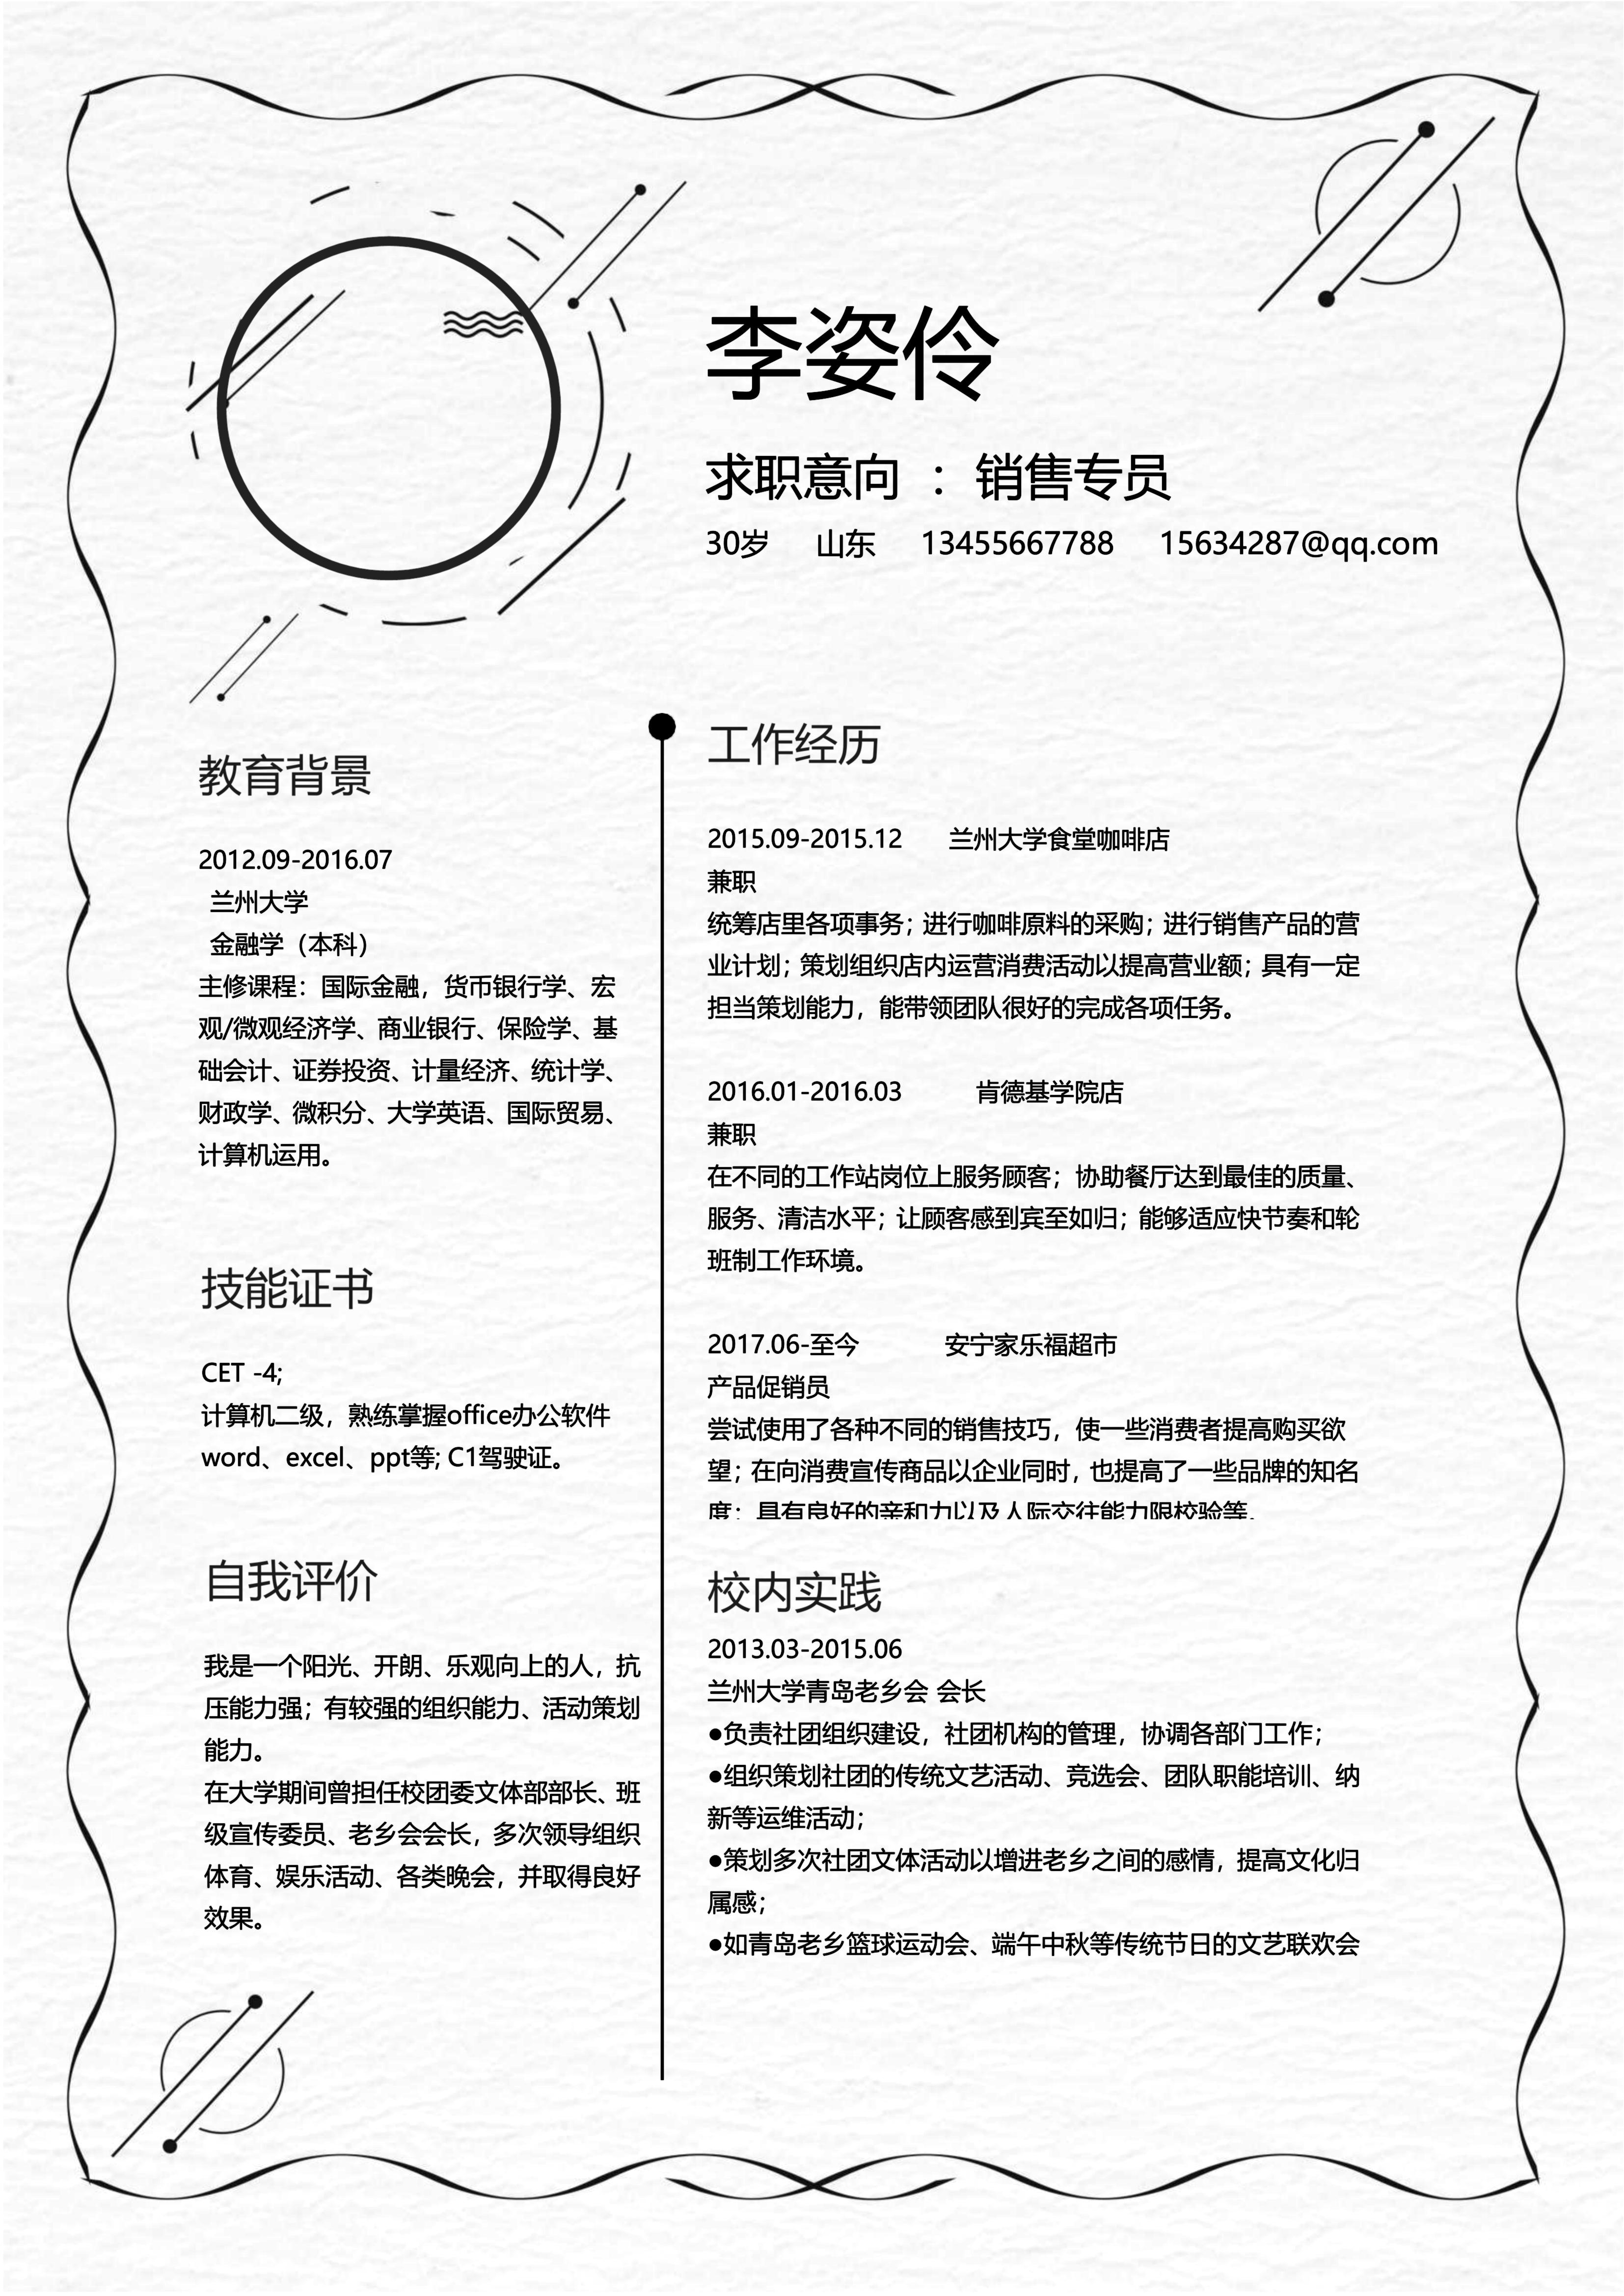 李姿伶
求职意向 ：销售专员
30岁 山东 13455667788 15634287@qq.com
教育背景
2012.09-2016.07
兰州大学
金融学（本科）
主修课程：国际金融，货币银行学、宏
观/微观经济学、商业银行、保险学、基
础会计、证券投资、计量经济、统计学、
财政学、微积分、大学英语、国际贸易、
计算机运用。
技能证书
CET -4;
计算机二级，熟练掌握office办公软件
word、excel、ppt等; C1驾驶证。
自我评价
我是一个阳光、开朗、乐观向上的人，抗
压能力强；有较强的组织能力、活动策划
能力。
在大学期间曾担任校团委文体部部长、班
级宣传委员、老乡会会长，多次领导组织
体育、娱乐活动、各类晚会，并取得良好
效果。
工作经历
2015.09-2015.12 兰州大学食堂咖啡店
兼职
统筹店里各项事务；进行咖啡原料的采购；进行销售产品的营
业计划；策划组织店内运营消费活动以提高营业额；具有一定
担当策划能力，能带领团队很好的完成各项任务。
2016.01-2016.03 肯德基学院店
兼职
在不同的工作站岗位上服务顾客；协助餐厅达到最佳的质量、
服务、清洁水平；让顾客感到宾至如归；能够适应快节奏和轮
班制工作环境。
2017.06-至今 安宁家乐福超市
产品促销员
尝试使用了各种不同的销售技巧，使一些消费者提高购买欲
望；在向消费宣传商品以企业同时，也提高了一些品牌的知名
度；具有良好的亲和力以及人际交往能力限校验等。
校内实践
2013.03-2015.06
兰州大学青岛老乡会 会长
●负责社团组织建设，社团机构的管理，协调各部门工作；
●组织策划社团的传统文艺活动、竞选会、团队职能培训、纳
新等运维活动；
●策划多次社团文体活动以增进老乡之间的感情，提高文化归
属感；
●如青岛老乡篮球运动会、端午中秋等传统节日的文艺联欢会